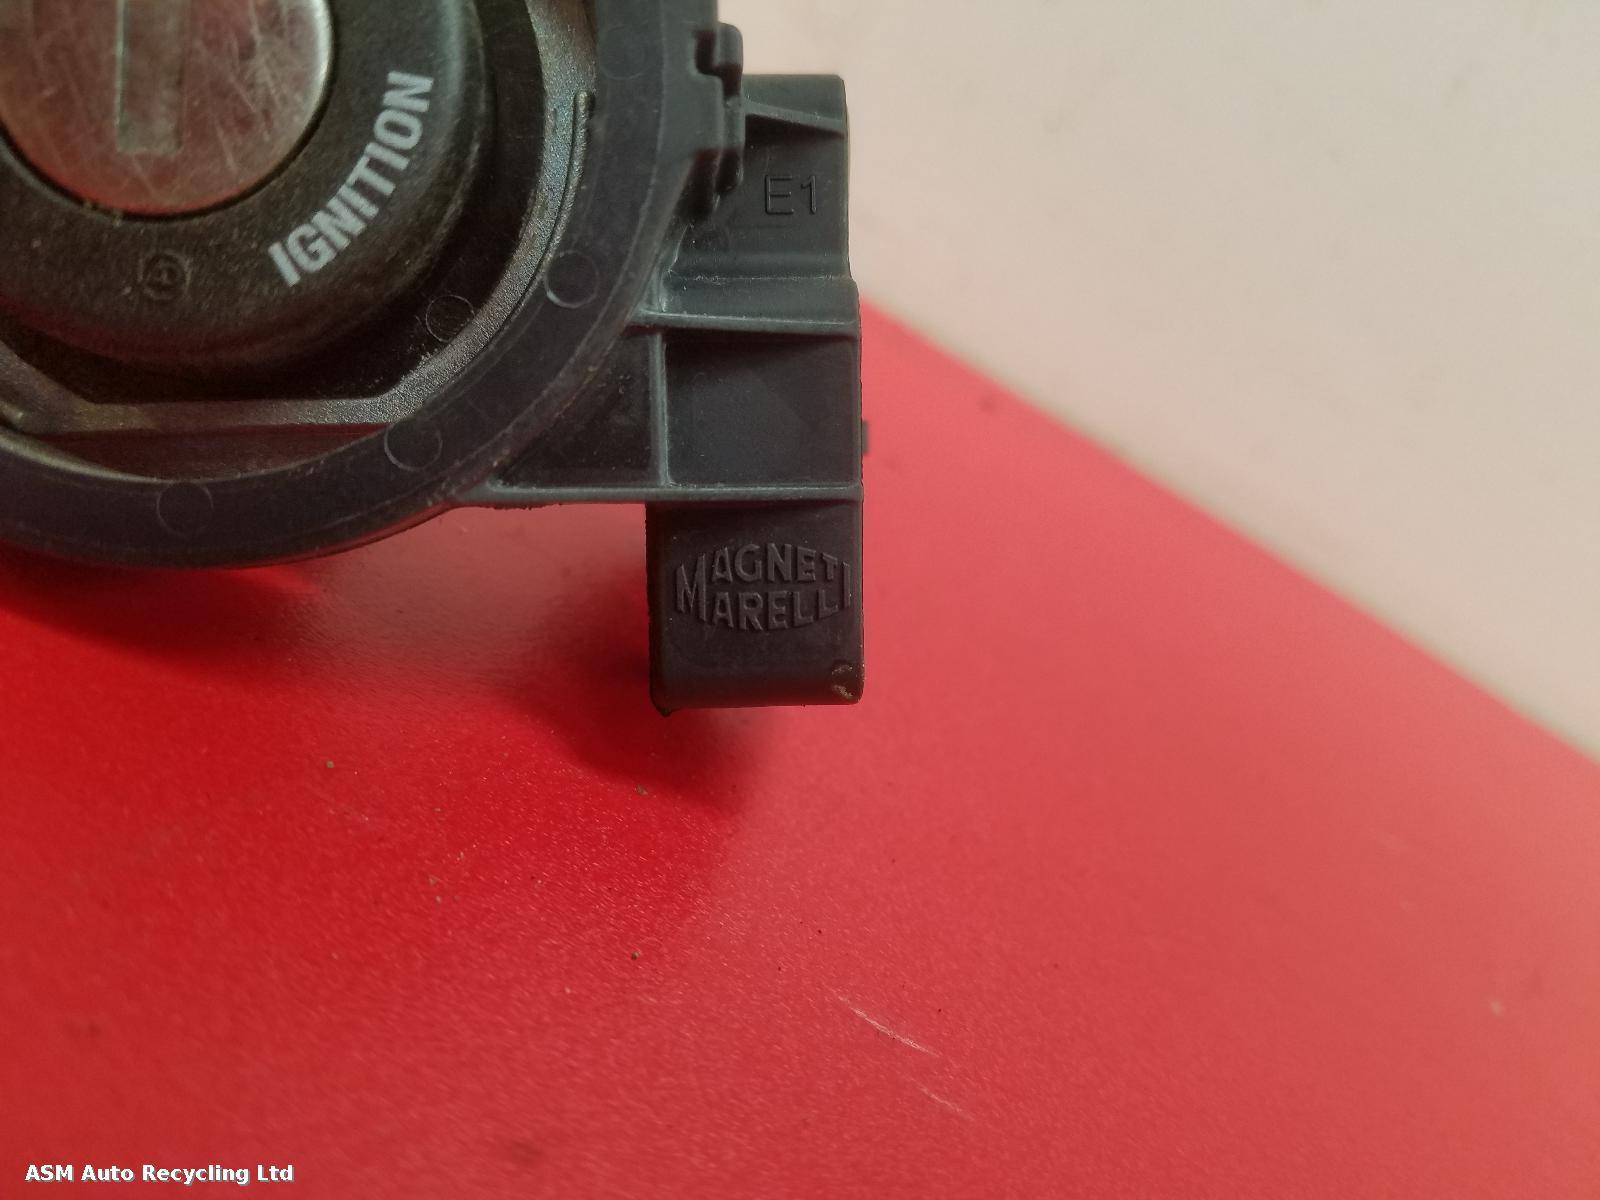 IGNITION
E1
MAGNETI
MARELLI
ASM Auto Recycling Ltd